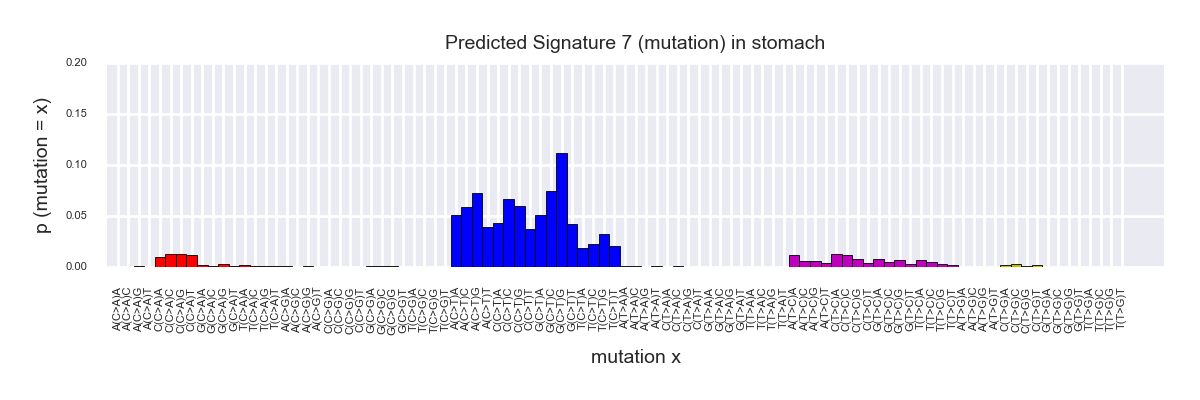 Predicted Signature 7 (mutation) in stomach
p (mutation = x)
0.20
0.15
0.10
0.05
0.00
A(C>A)A
A(C>A)C
A(C>A)G
A(C>A)T
C(C>A)A
C(C>A)C
C(C>A)G
C(C>A)T
G(C>A)A
G(C>A)C
G(C>A)G
G(C>A)T
T(C>A)A
T(C>A)C
T(C>A)G
T(C>A)T
A(C>G)A
A(C>G)C
A(C>G)G
A(C>G)T
C(C>G)A
C(C>G)C
C(C>G)G
C(C>G)T
G(C>G)A
G(C>G)C
G(C>G)G
G(C>G)T
T(C>G)A
T(C>G)C
T(C>G)G
T(C>G)T
A(C>T)A
A(C>T)C
A(C>T)G
A(C>T)T
C(C>T)A
C(C>T)C
C(C>T)G
C(C>T)T
G(C>T)A
G(C>T)C
G(C>T)G
G(C>T)T
T(C>T)A
T(C>T)C
T(C>T)G
T(C>T)T
A(T>A)A
A(T>A)C
A(T>A)G
A(T>A)T
C(T>A)A
C(T>A)C
C(T>A)G
C(T>A)T
G(T>A)A
G(T>A)C
G(T>A)G
G(T>A)T
T(T>A)A
T(T>A)C
T(T>A)G
T(T>A)T
A(T>C)A
A(T>C)C
A(T>C)G
A(T>C)T
C(T>C)A
C(T>C)C
C(T>C)G
C(T>C)T
G(T>C)A
G(T>C)C
G(T>C)G
G(T>C)T
T(T>C)A
T(T>C)C
T(T>C)G
T(T>C)T
A(T>G)A
A(T>G)C
A(T>G)G
A(T>G)T
C(T>G)A
C(T>G)C
C(T>G)G
C(T>G)T
G(T>G)A
G(T>G)C
G(T>G)G
G(T>G)T
T(T>G)A
T(T>G)C
T(T>G)G
T(T>G)T
mutation x